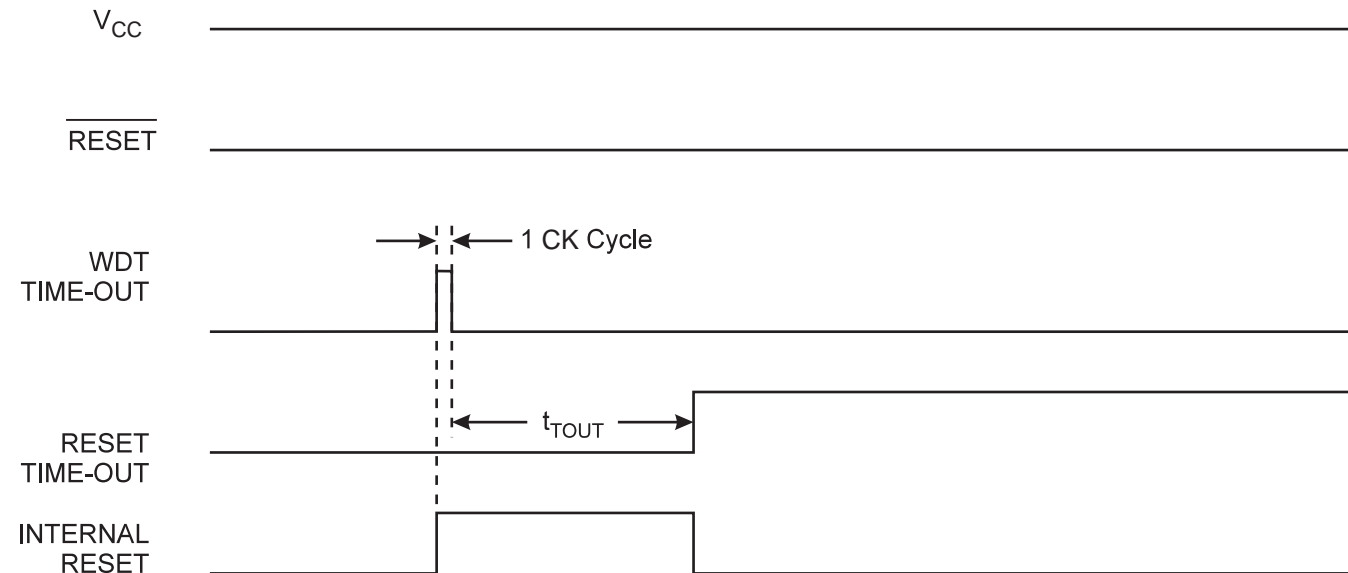 VCC
RESET
1 CK Cycle
WDT
TIME-OUT
tTOUT
RESET
TIME-OUT
INTERNAL
RESET